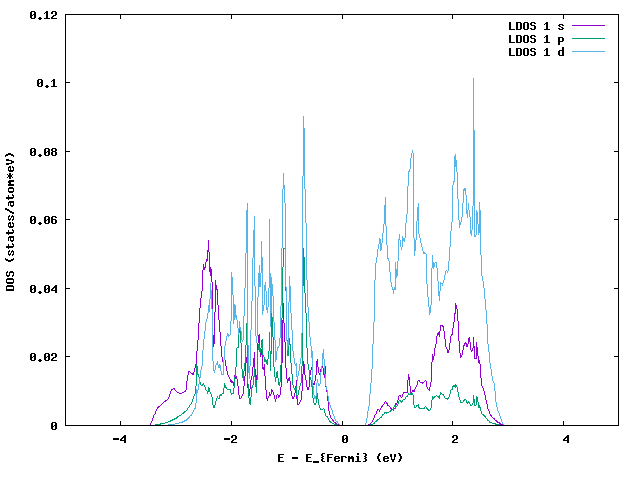 0.12
LDOS 1 s
LDOS 1 p
LDOS 1 d
0.1
0.08
0.06
0.04
0.02
0
DOS (states/atom*eV)
-4 -2 0 2 4
E - E_{Fermi} (eV)